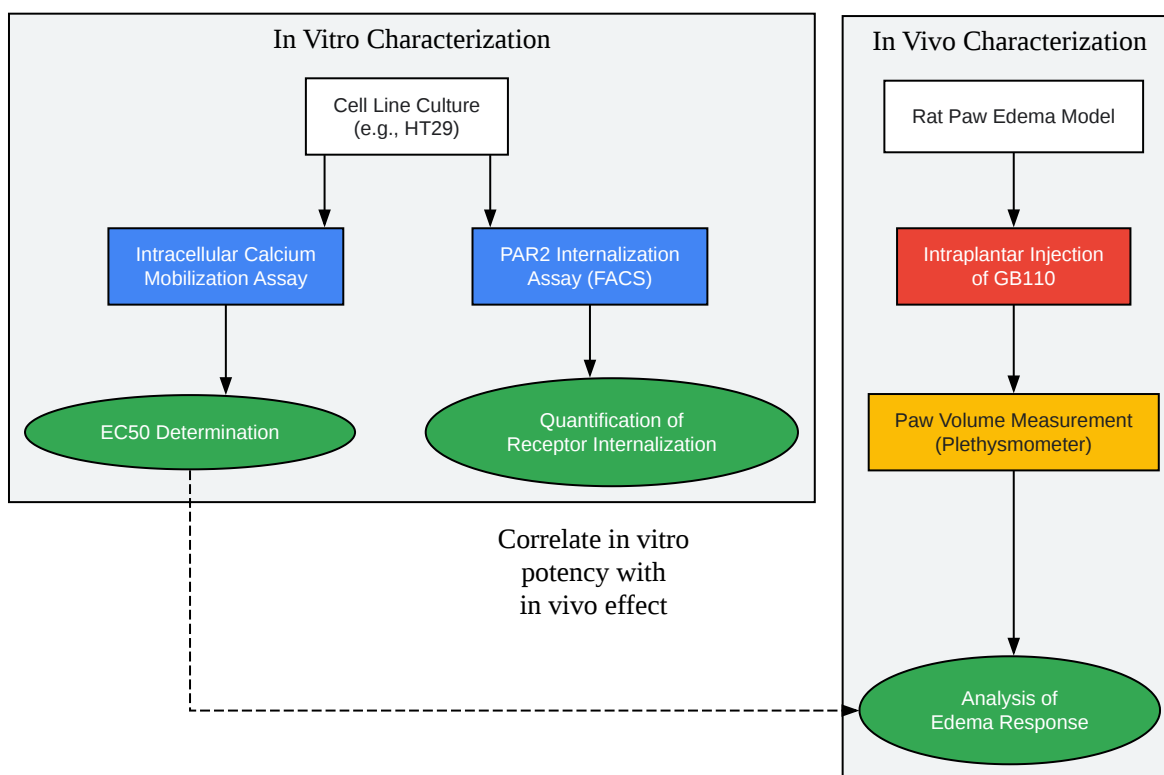 In Vitro Characterization
Cell Line Culture
(e.g., HT29)
Intracellular Calcium
Mobilization Assay
PAR2 Internalization
Assay (FACS)
EC50 Determination
Quantification of
Receptor Internalization
Correlate in vitro
potency with
in vivo effect
In Vivo Characterization
Rat Paw Edema Model
Intraplantar Injection
of GB110
Paw Volume Measurement
(Plethysmometer)
Analysis of
Edema Response